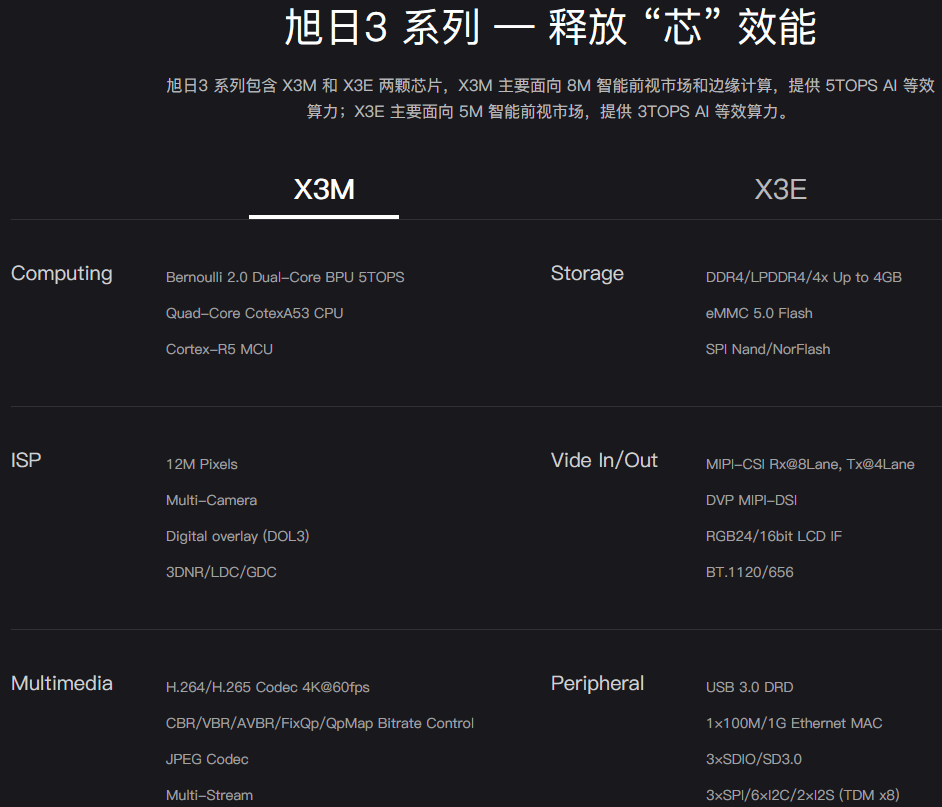 旭日3 系列 — 释放 “芯” 效能
旭日3 系列包含 X3M 和 X3E 两颗芯片，X3M 主要面向 8M 智能前视市场和边缘计算，提供 5TOPS AI 等效
算力；X3E 主要面向 5M 智能前视市场，提供 3TOPS AI 等效算力。
X3M
X3E
Computing
Bernoulli 2.0 Dual-Core BPU 5TOPS
Quad-Core CotexA53 CPU
Cortex-R5 MCU
Storage
DDR4/LPDDR4/4x Up to 4GB
eMMC 5.0 Flash
SPI Nand/NorFlash
ISP
12M Pixels
Multi-Camera
Digital overlay (DOL3)
3DNR/LDC/GDC
Vide In/Out
MIPI-CSI Rx@8Lane, Tx@4Lane
DVP MIPI-DSI
RGB24/16bit LCD IF
BT.1120/656
Multimedia
H.264/H.265 Codec 4K@60fps
CBR/VBR/AVBR/FixQp/QpMap Bitrate Control
JPEG Codec
Multi-Stream
Peripheral
USB 3.0 DRD
1×100M/1G Ethernet MAC
3×SDIO/SD3.0
3×SPI/6×I2C/2×I2S (TDM x8)